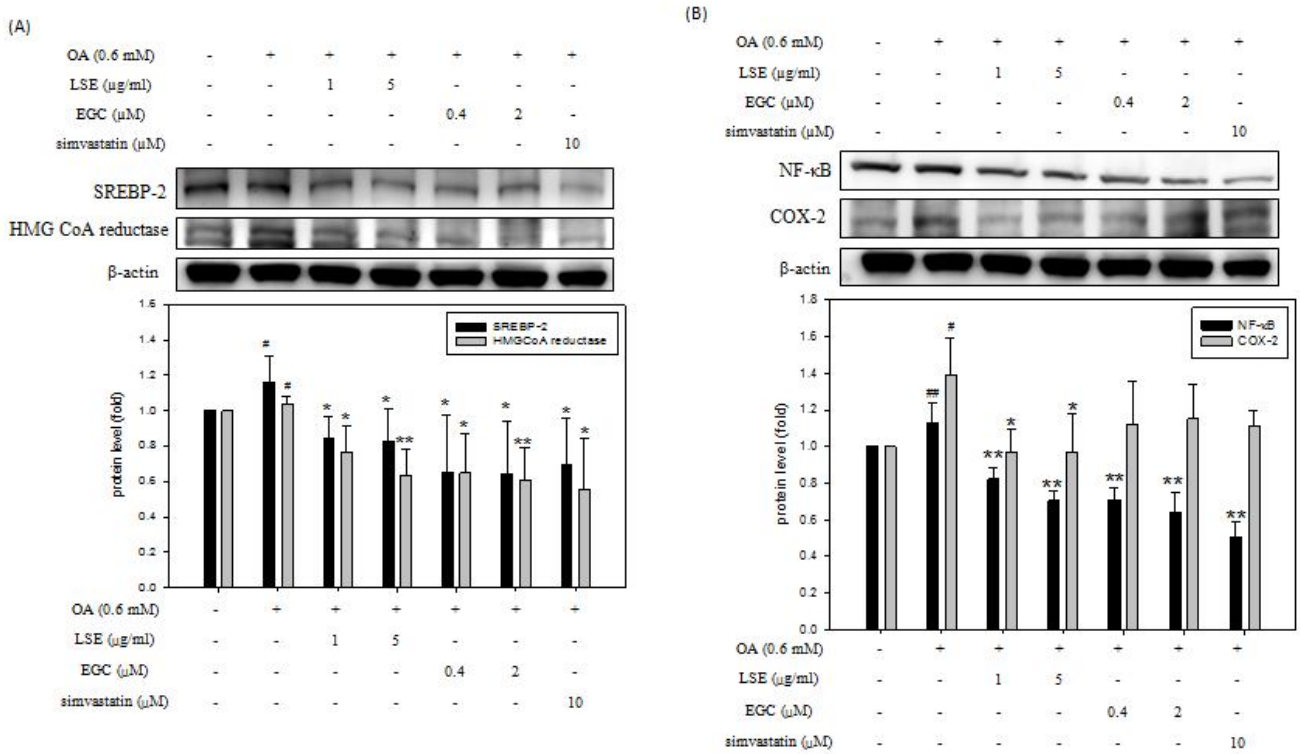 (A)
OA (0.6 mM) - + + + + + +
LSE (µg/ml) - - 1 5 - - -
EGC (µM) - - - - 0.4 2 -
simvastatin (µM) - - - - - - 10
SREBP-2
HMG CoA reductase
β-actin
1.6
1.4
1.2
1.0
0.8
0.6
0.4
0.2
0.0
protein level (fold)
SREBP-2
HMGCoA reductase
# # * * * ** * * * ** * *
OA (0.6 mM) - + + + + + +
LSE (µg/ml) - - 1 5 - - -
EGC (µM) - - - - 0.4 2 -
simvastatin (µM) - - - - - - 10
(B)
OA (0.6 mM) - + + + + + +
LSE (µg/ml) - - 1 5 - - -
EGC (µM) - - - - 0.4 2 -
simvastatin (µM) - - - - - - 10
NF-κB
COX-2
β-actin
1.8
1.6
1.4
1.2
1.0
0.8
0.6
0.4
0.2
0.0
protein level (fold)
NF-κB
COX-2
## # ** * ** * ** ** **
OA (0.6 mM) - + + + + + +
LSE (µg/ml) - - 1 5 - - -
EGC (µM) - - - - 0.4 2 -
simvastatin (µM) - - - - - - 10